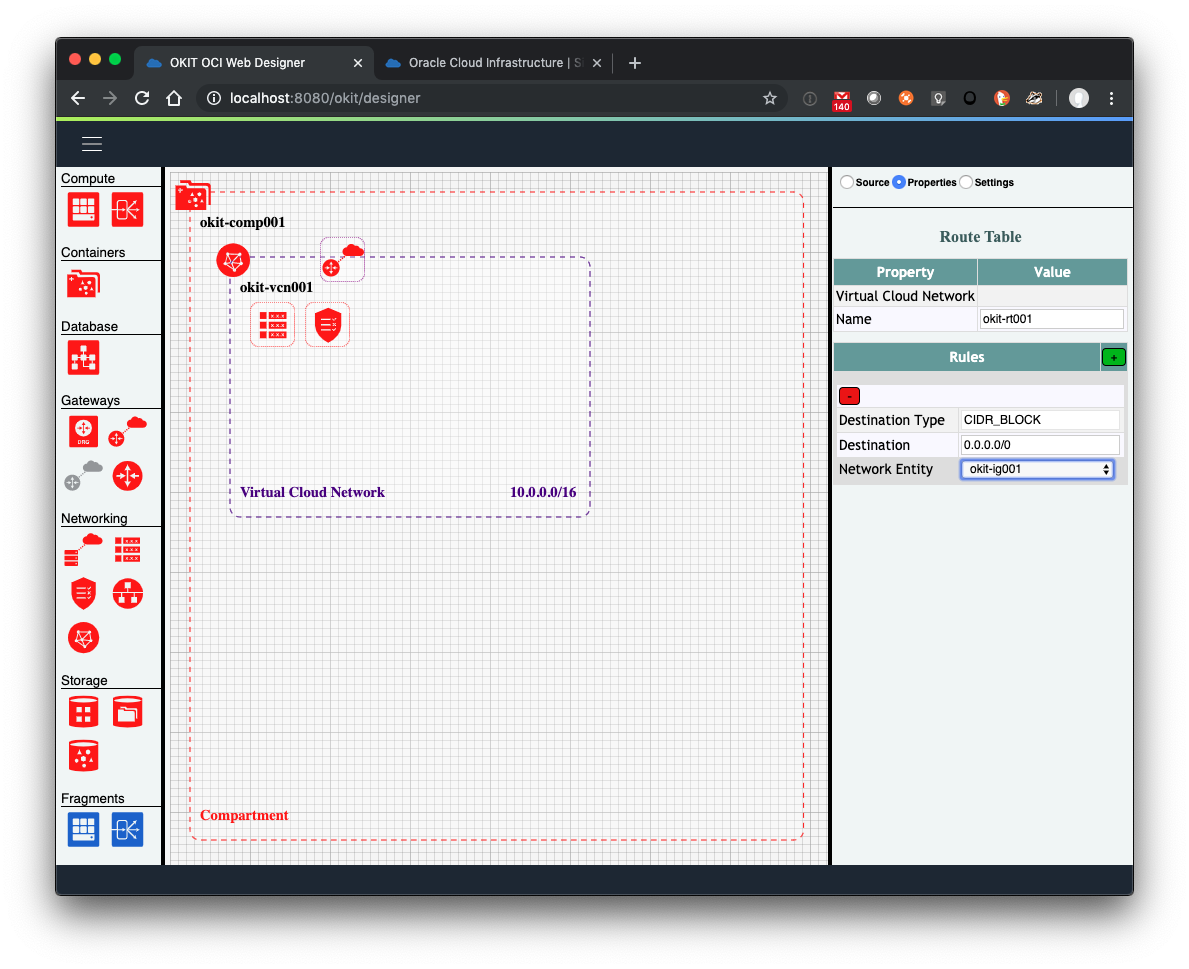 OKIT OCI Web Designer
Oracle Cloud Infrastructure | Si
localhost:8080/okit/designer
140
Compute
Containers
Database
Gateways
DRG
Networking
Storage
Fragments
okit-comp001
okit-vcn001
Virtual Cloud Network 10.0.0.0/16
Compartment
Source Properties Settings
Route Table
Property Value
Virtual Cloud Network
Name okit-rt001
Rules +
-
Destination Type CIDR_BLOCK
Destination 0.0.0.0/0
Network Entity okit-ig001